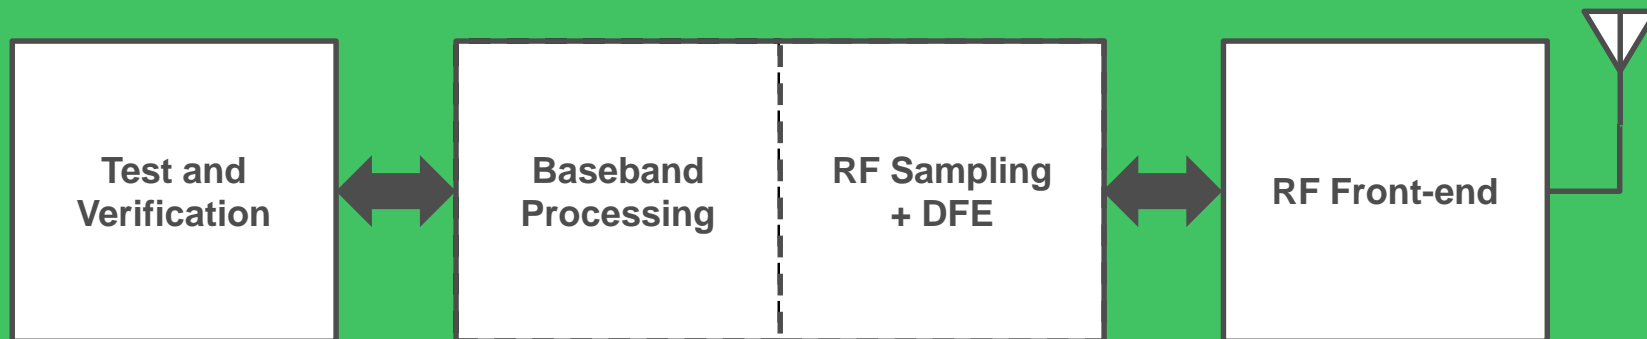 Test and
Verification
Baseband
Processing
RF Sampling
+ DFE
RF Front-end